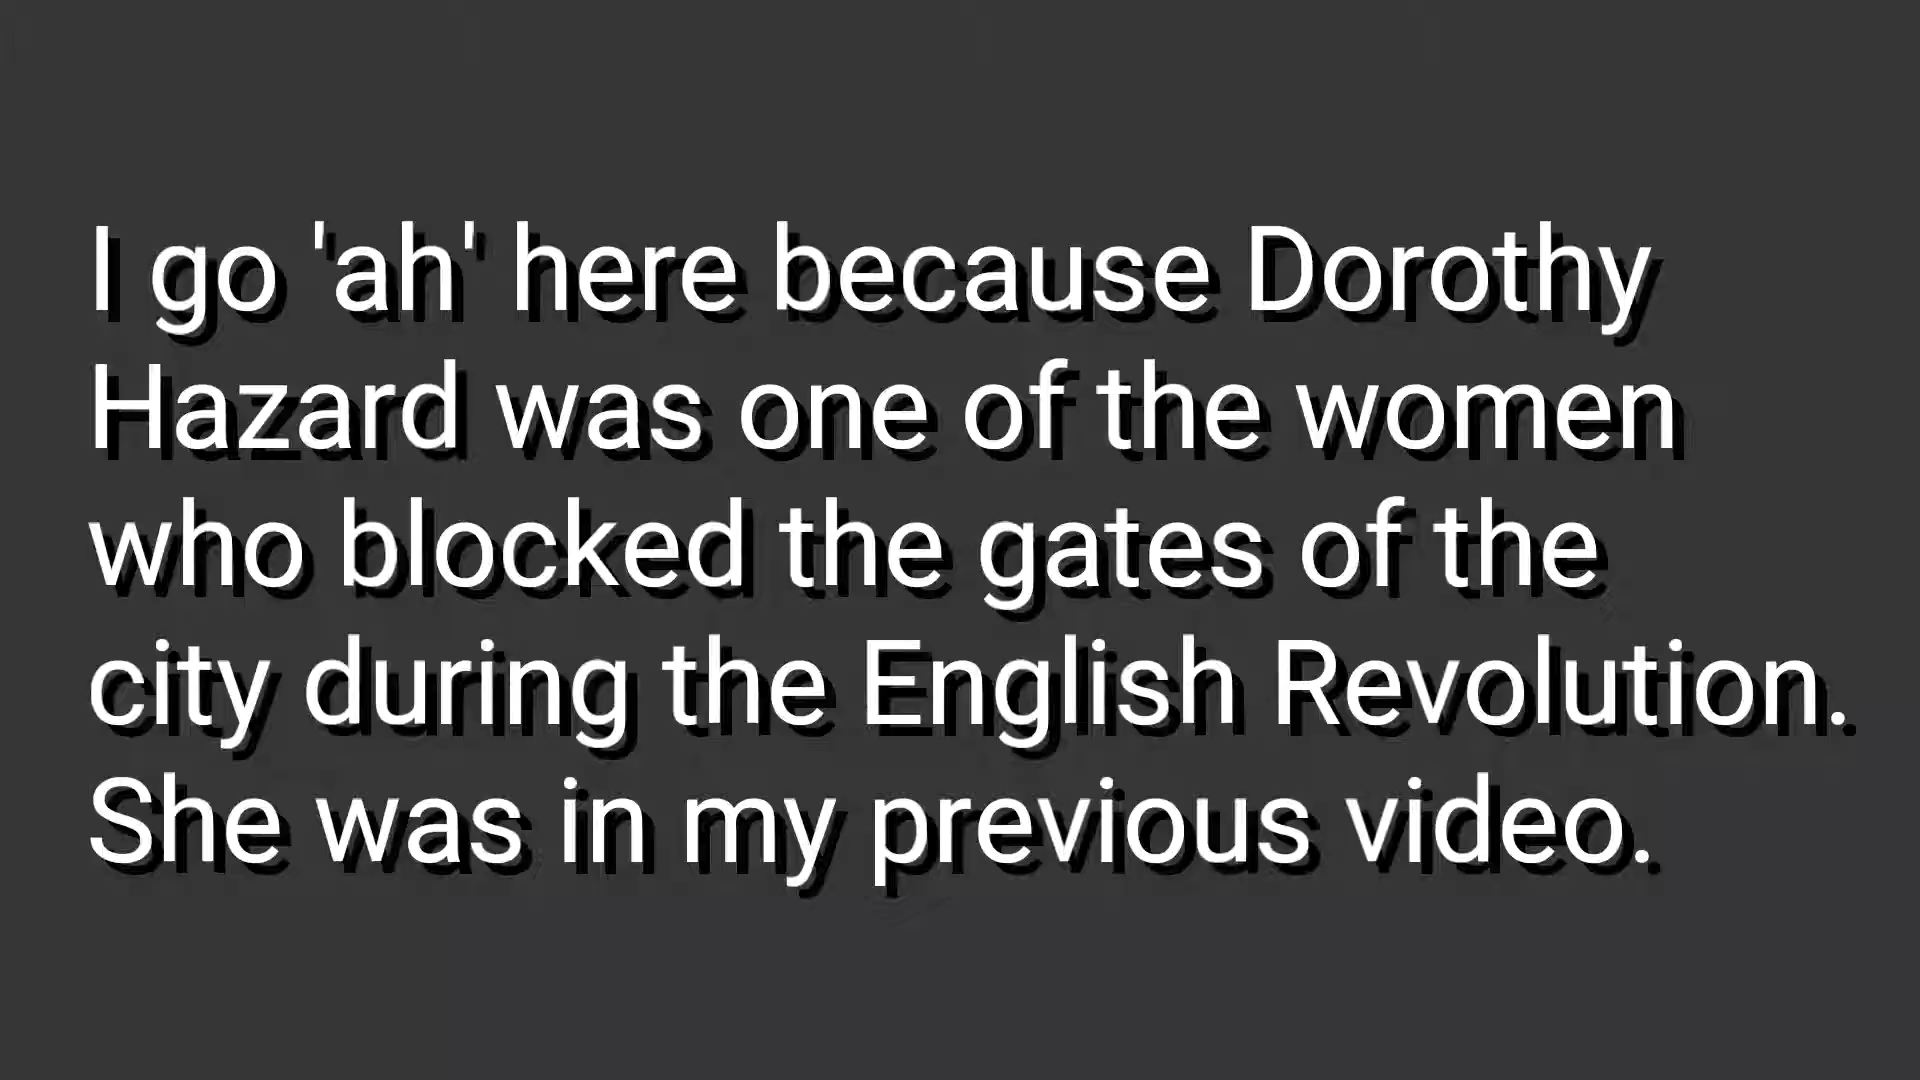 I go 'ah' here because Dorothy
Hazard was one of the women
who blocked the gates of the
city during the English Revolution.
She was in my previous video.